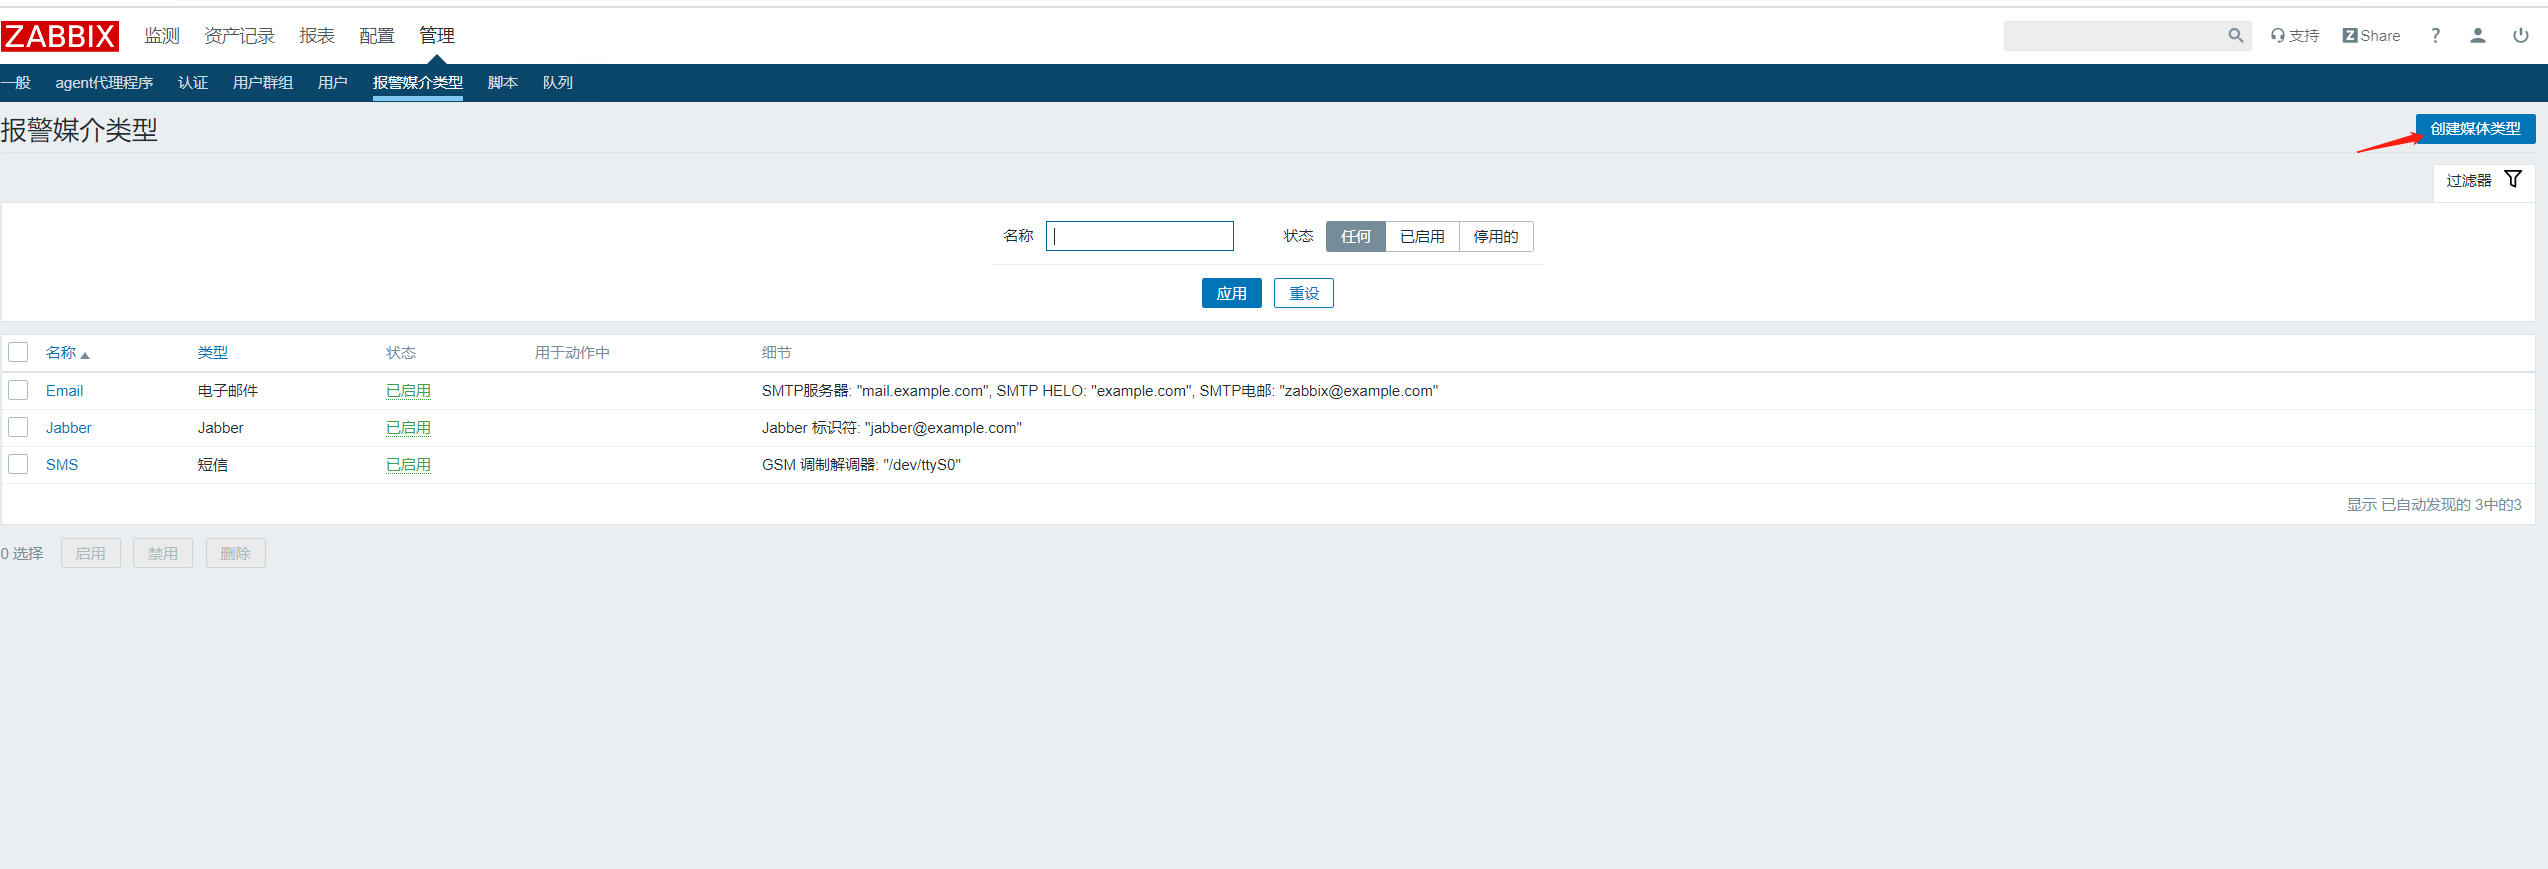 ZABBIX 监测 资产记录 报表 配置 管理 支持 Z Share ?
一般 agent代理程序 认证 用户群组 用户 报警媒介类型 脚本 队列
报警媒介类型 创建媒体类型
过滤器
名称 状态 任何 已启用 停用的
应用 重设
名称 类型 状态 用于动作中 细节
Email 电子邮件 已启用 SMTP服务器: "mail.example.com", SMTP HELO: "example.com", SMTP电邮: "zabbix@example.com"
Jabber Jabber 已启用 Jabber 标识符: "jabber@example.com"
SMS 短信 已启用 GSM 调制解调器: "/dev/ttyS0"
显示 已自动发现的 3中的3
0 选择 启用 禁用 删除